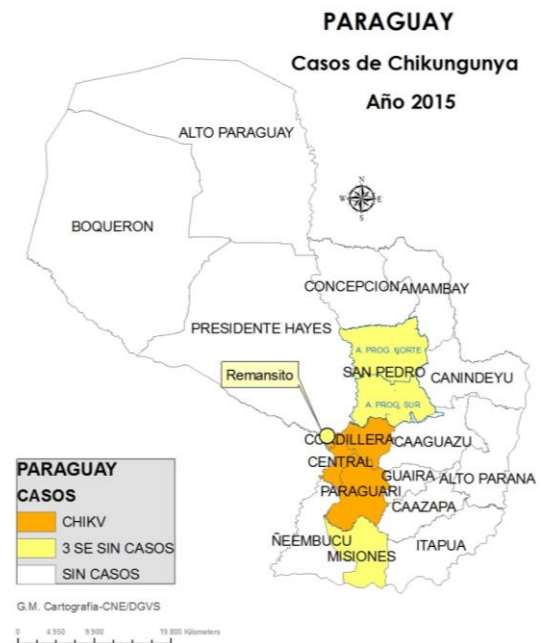 PARAGUAY
Casos de Chikungunya
Año 2015
ALTO PARAGUAY
N
W E
S
BOQUERON
CONCEPCION AMAMBAY
PRESIDENTE HAYES
A. PROG. NORTE
Remansito
SAN PEDRO
CANINDEYU
A. PROG. SUR
CORDILLERA CAAGUAZU
CENTRAL
GUAIRA ALTO PARANA
PARAGUARI
CAAZAPA
ÑEEMBUCU
MISIONES
ITAPUA
PARAGUAY
CASOS
CHIKV
3 SE SIN CASOS
SIN CASOS
G.M. Cartografía-CNE/DGVS
0 4.950 9.900 19.800 Kilometers